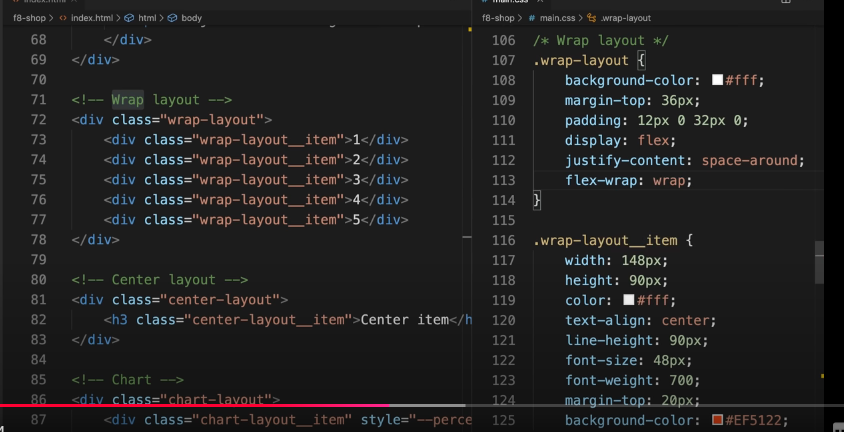 f8-shop > <> index.html > html > body
68 </div>
69 </div>
70
71 <!-- Wrap layout -->
72 <div class="wrap-layout">
73 <div class="wrap-layout__item">1</div>
74 <div class="wrap-layout__item">2</div>
75 <div class="wrap-layout__item">3</div>
76 <div class="wrap-layout__item">4</div>
77 <div class="wrap-layout__item">5</div>
78 </div>
79
80 <!-- Center layout -->
81 <div class="center-layout">
82 <h3 class="center-layout__item">Center item</h
83 </div>
84
85 <!-- Chart -->
86 <div class="chart-layout">
87 <div class="chart-layout__item" style="--perce
f8-shop > # main.css > .wrap-layout
106 /* Wrap layout */
107 .wrap-layout {
108 background-color: #fff;
109 margin-top: 36px;
110 padding: 12px 0 32px 0;
111 display: flex;
112 justify-content: space-around;
113 flex-wrap: wrap;
114 }
115
116 .wrap-layout__item {
117 width: 148px;
118 height: 90px;
119 color: #fff;
120 text-align: center;
121 line-height: 90px;
122 font-size: 48px;
123 font-weight: 700;
124 margin-top: 20px;
125 background-color: #EF5122;